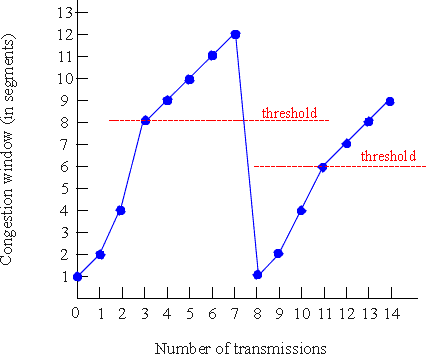 Congestion window (in segments)
13
12
11
10
9
8
7
6
5
4
3
2
1
threshold
threshold
0 1 2 3 4 5 6 7 8 9 10 11 12 13 14
Number of transmissions